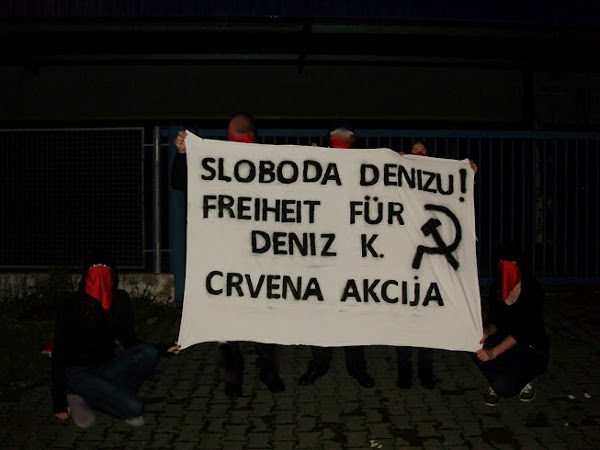 SLOBODA DENIZU!
FREIHEIT FÜR
DENIZ K.
CRVENA AKCIJA